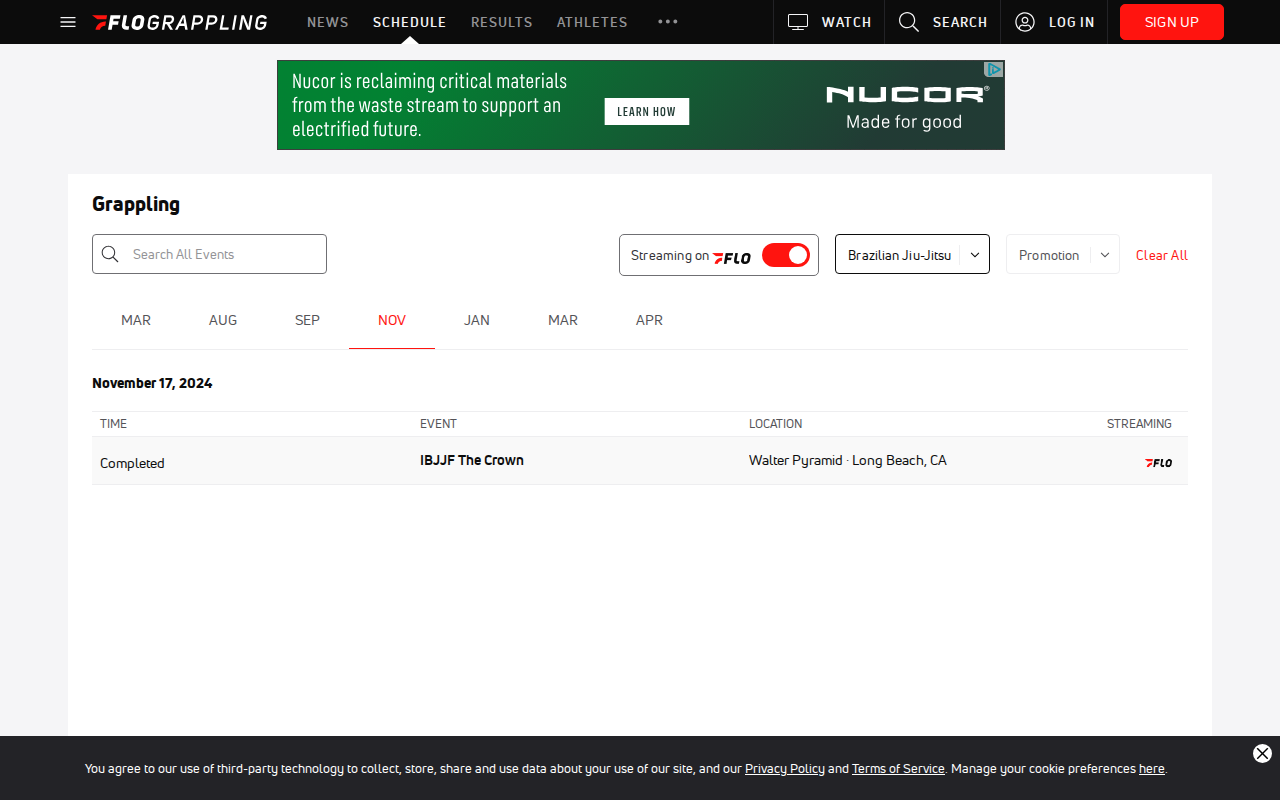 FLOGRAPPLING NEWS SCHEDULE RESULTS ATHLETES WATCH SEARCH LOG IN SIGN UP
Nucor is reclaiming critical materials
from the waste stream to support an
electrified future.
LEARN HOW
NUCOR®
Made for good
Grappling
Search All Events
Streaming on FLO
Brazilian Jiu-Jitsu
Promotion
Clear All
MAR AUG SEP NOV JAN MAR APR
November 17, 2024
TIME EVENT LOCATION STREAMING
Completed IBJJF The Crown Walter Pyramid · Long Beach, CA FLO
You agree to our use of third-party technology to collect, store, share and use data about your use of our site, and our Privacy Policy and Terms of Service. Manage your cookie preferences here.